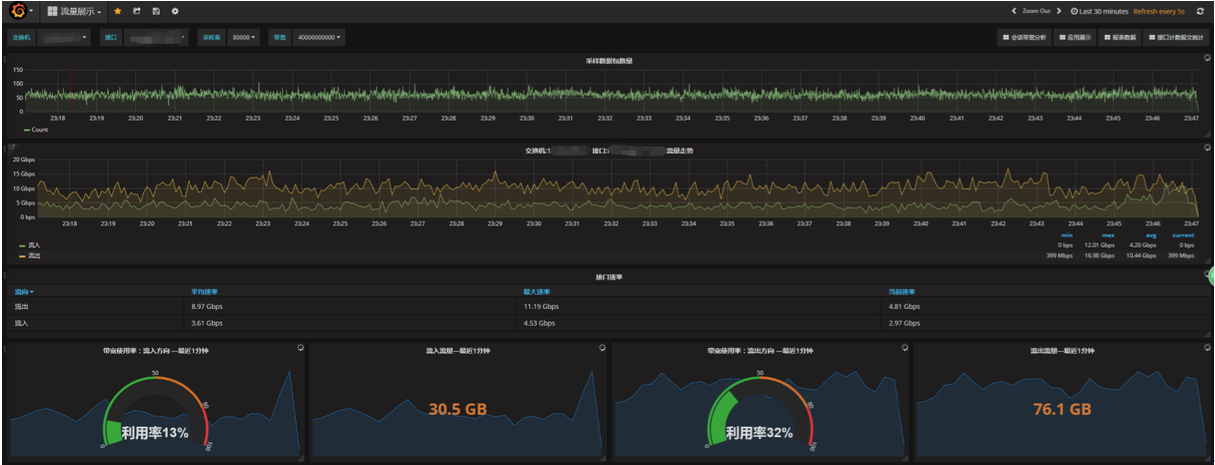 流量展示
Zoom Out
Last 30 minutes
Refresh every 5s
交换机
接口
采样率 80000
带宽 40000000000
会话带宽分析
应用展示
报表数据
接口计数报文统计
采样数据包数量
150
100
50
0
23:18 23:19 23:20 23:21 23:22 23:23 23:24 23:25 23:26 23:27 23:28 23:29 23:30 23:31 23:32 23:33 23:34 23:35 23:36 23:37 23:38 23:39 23:40 23:41 23:42 23:43 23:44 23:45 23:46 23:47
Count
交换机:1 接口: 流量走势
20 Gbps
15 Gbps
10 Gbps
5 Gbps
0 bps
23:18 23:19 23:20 23:21 23:22 23:23 23:24 23:25 23:26 23:27 23:28 23:29 23:30 23:31 23:32 23:33 23:34 23:35 23:36 23:37 23:38 23:39 23:40 23:41 23:42 23:43 23:44 23:45 23:46 23:47
min max avg current
流入 0 bps 12.01 Gbps 4.20 Gbps 0 bps
流出 399 Mbps 16.98 Gbps 10.44 Gbps 399 Mbps
接口速率
流向 平均速率 最大速率 当前速率
流出 8.97 Gbps 11.19 Gbps 4.81 Gbps
流入 3.61 Gbps 4.53 Gbps 2.97 Gbps
带宽使用率：流入方向 —最近1分钟
0
50
80
100
利用率13%
流入流量—最近1分钟
30.5 GB
带宽使用率：流出方向 —最近1分钟
0
50
80
100
利用率32%
流出流量—最近1分钟
76.1 GB